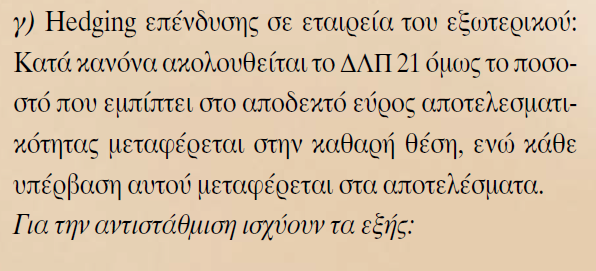 γ) Hedging επένδυσης σε εταιρεία του εξωτερικού:
Κατά κανόνα ακολουθείται το ΔΛΠ 21 όμως το ποσο-
στό που εμπίπτει στο αποδεκτό εύρος αποτελεσματι-
κότητας μεταφέρεται στην καθαρή θέση, ενώ κάθε
υπέρβαση αυτού μεταφέρεται στα αποτελέσματα.
Για την αντιστάθμιση ισχύουν τα εξής: